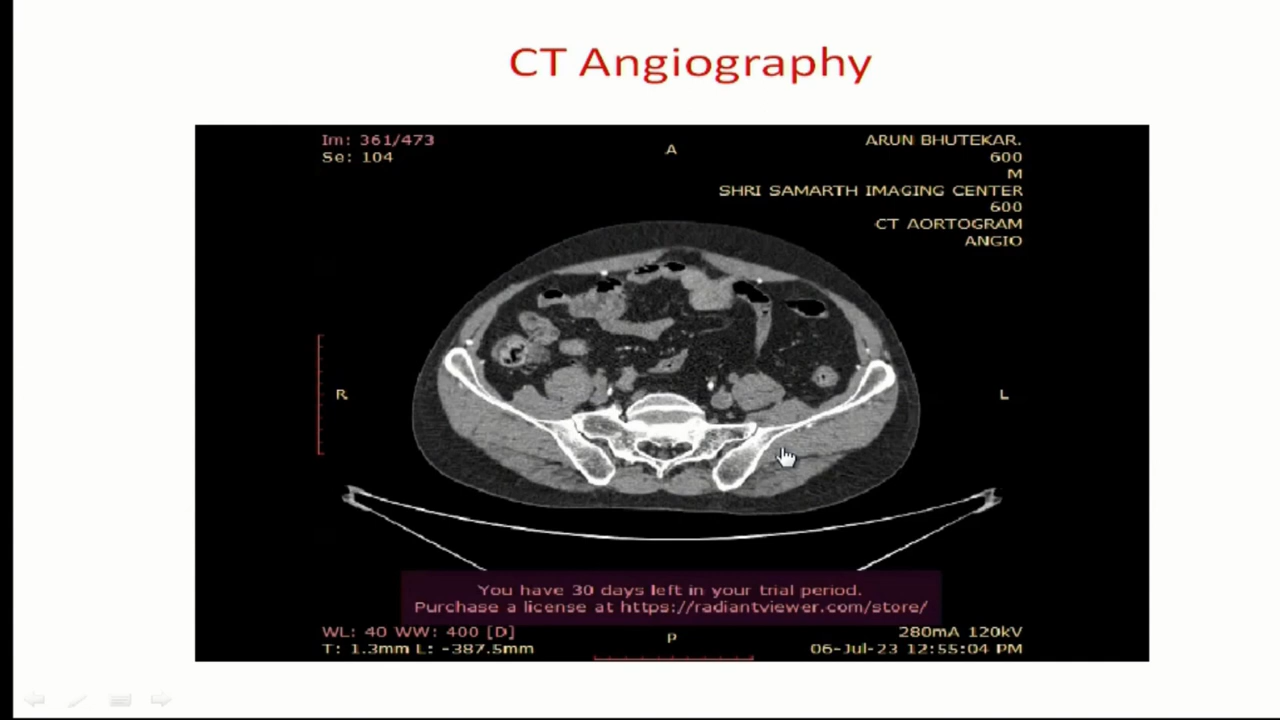 CT Angiography
Im: 361/473
Se: 104
A
ARUN BHUTEKAR.
600
M
SHRI SAMARTH IMAGING CENTER
600
CT AORTOGRAM
ANGIO
R
L
You have 30 days left in your trial period.
Purchase a license at https://radiantviewer.com/store/
WL: 40 WW: 400 [D]
T: 1.3mm L: -387.5mm
P
280mA 120kV
06-Jul-23 12:55:04 PM